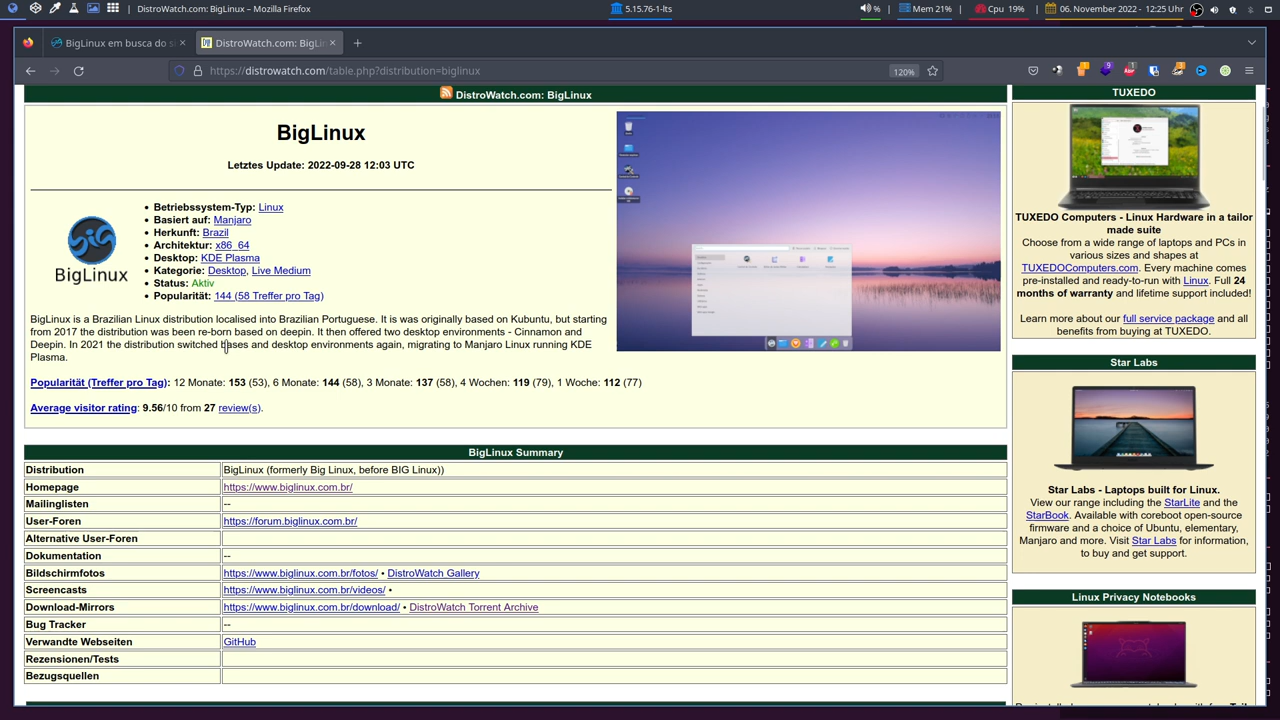 DistroWatch.com: BigLinux – Mozilla Firefox
5.15.76-1-lts
%
Mem 21%
Cpu 19%
06. November 2022 - 12:25 Uhr
BigLinux em busca do s
DistroWatch.com: BigLi
https://distrowatch.com/table.php?distribution=biglinux
120%
9
DistroWatch.com: BigLinux
BigLinux
Letztes Update: 2022-09-28 12:03 UTC
BigLinux
Betriebssystem-Typ: Linux
Basiert auf: Manjaro
Herkunft: Brazil
Architektur: x86_64
Desktop: KDE Plasma
Kategorie: Desktop, Live Medium
Status: Aktiv
Popularität: 144 (58 Treffer pro Tag)
BigLinux is a Brazilian Linux distribution localised into Brazilian Portuguese. It is was originally based on Kubuntu, but starting
from 2017 the distribution was been re-born based on deepin. It then offered two desktop environments - Cinnamon and
Deepin. In 2021 the distribution switched bases and desktop environments again, migrating to Manjaro Linux running KDE
Plasma.
Popularität (Treffer pro Tag): 12 Monate: 153 (53), 6 Monate: 144 (58), 3 Monate: 137 (58), 4 Wochen: 119 (79), 1 Woche: 112 (77)
Average visitor rating: 9.56/10 from 27 review(s).
BigLinux Summary
Distribution BigLinux (formerly Big Linux, before BIG Linux))
Homepage https://www.biglinux.com.br/
Mailinglisten --
User-Foren https://forum.biglinux.com.br/
Alternative User-Foren
Dokumentation --
Bildschirmfotos https://www.biglinux.com.br/fotos/ • DistroWatch Gallery
Screencasts https://www.biglinux.com.br/videos/ •
Download-Mirrors https://www.biglinux.com.br/download/ • DistroWatch Torrent Archive
Bug Tracker --
Verwandte Webseiten GitHub
Rezensionen/Tests
Bezugsquellen
TUXEDO
TUXEDO Computers - Linux Hardware in a tailor
made suite
Choose from a wide range of laptops and PCs in
various sizes and shapes at
TUXEDOComputers.com. Every machine comes
pre-installed and ready-to-run with Linux. Full 24
months of warranty and lifetime support included!
Learn more about our full service package and all
benefits from buying at TUXEDO.
Star Labs
Star Labs - Laptops built for Linux.
View our range including the StarLite and the
StarBook. Available with coreboot open-source
firmware and a choice of Ubuntu, elementary,
Manjaro and more. Visit Star Labs for information,
to buy and get support.
Linux Privacy Notebooks